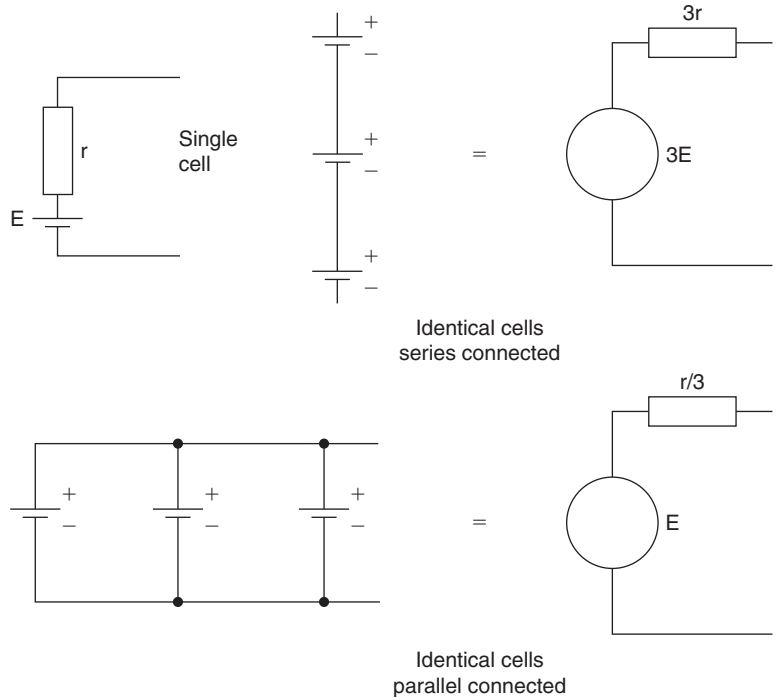 3r
+
−
r
Single
cell
+
−
=
3E
E
+
−
Identical cells
series connected
r/3
+
−
+
−
+
−
=
E
Identical cells
parallel connected